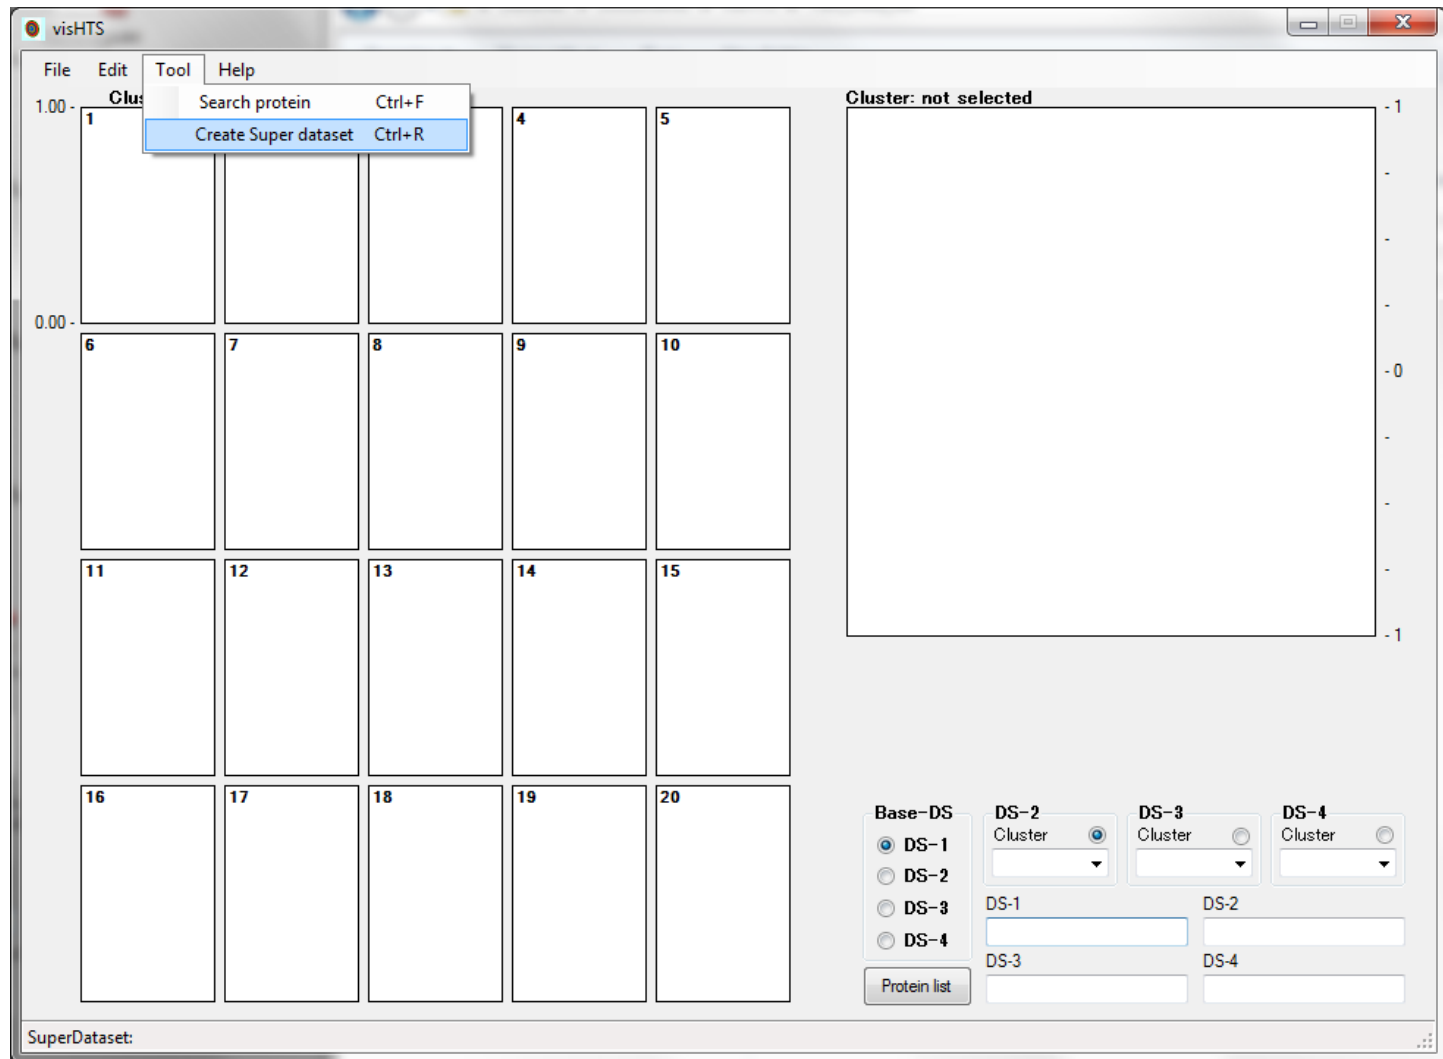 visHTS
File Edit Tool Help
Search protein Ctrl+F
Create Super dataset Ctrl+R
Cluster: not selected
1.00 -
0.00 -
1 4 5
6 7 8 9 10
11 12 13 14 15
16 17 18 19 20
- 1
-
-
-
- 0
-
-
-
- 1
Base-DS
DS-1
DS-2
DS-3
DS-4
DS-2
Cluster
DS-3
Cluster
DS-4
Cluster
DS-1
DS-2
DS-3
DS-4
Protein list
SuperDataset: